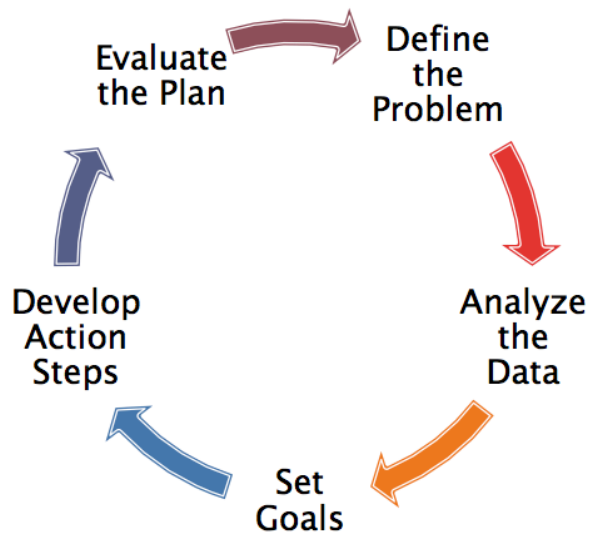 Evaluate
the Plan
Define
the
Problem
Analyze
the
Data
Set
Goals
Develop
Action
Steps